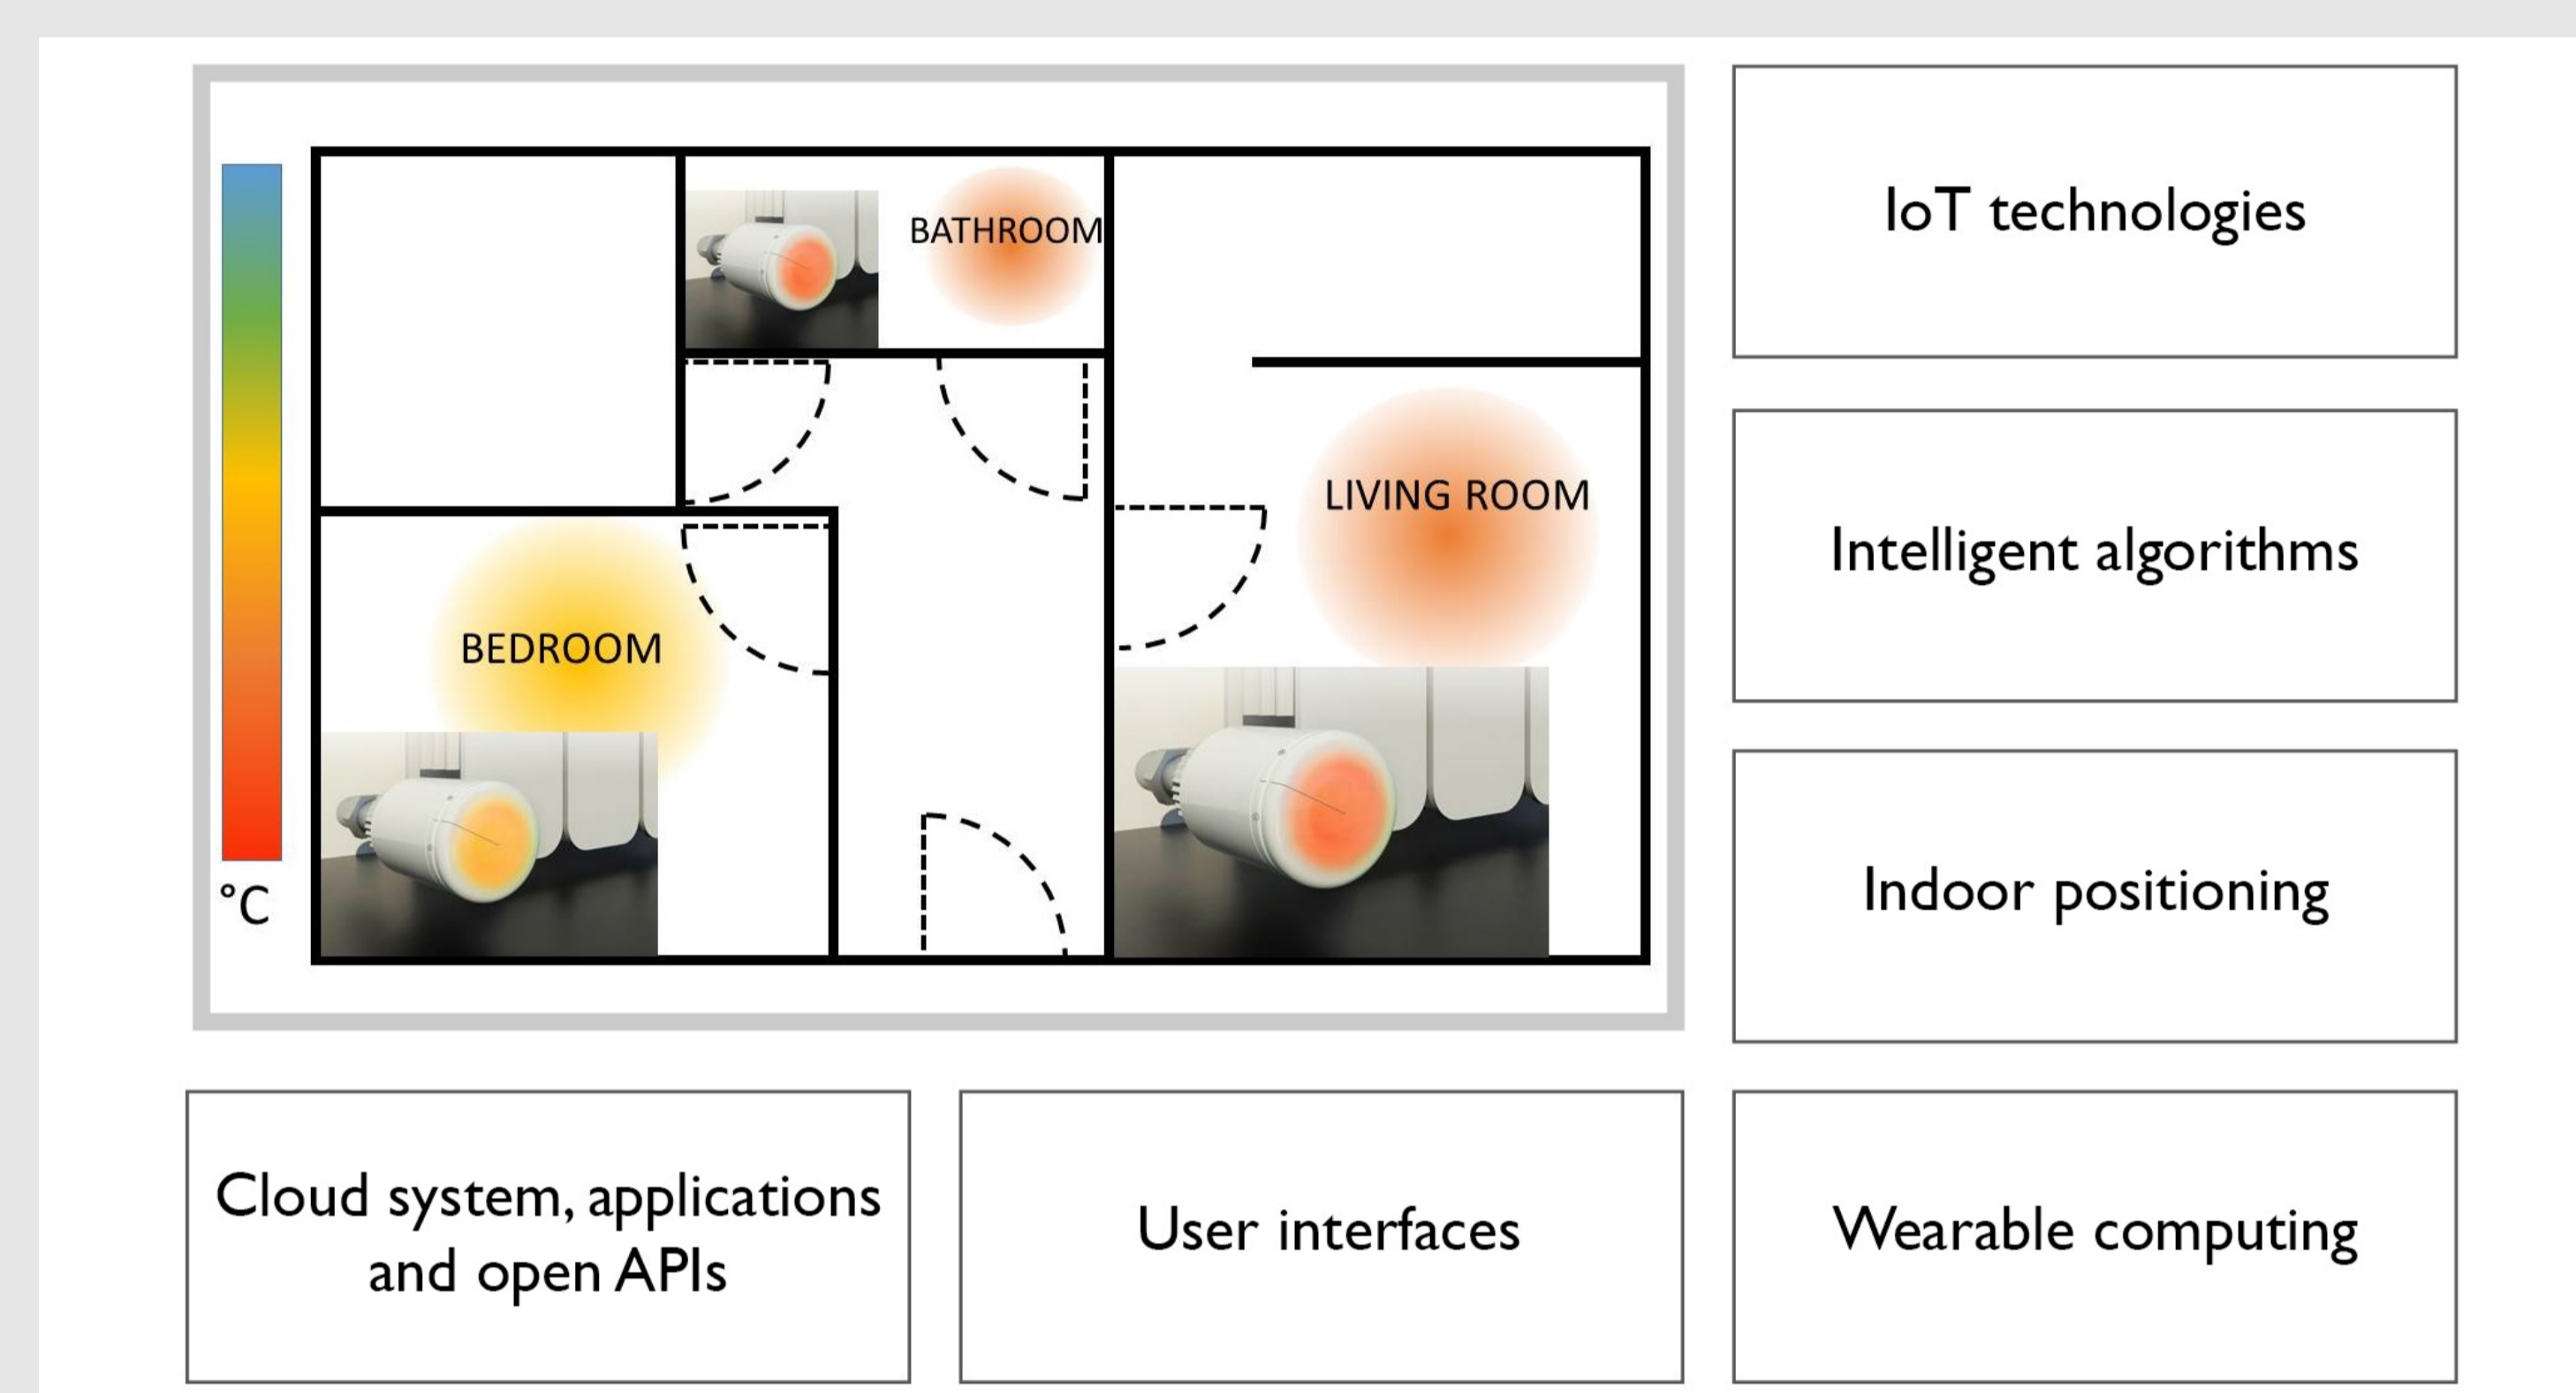 BATHROOM
LIVING ROOM
BEDROOM
°C
IoT technologies
Intelligent algorithms
Indoor positioning
Cloud system, applications
and open APIs
User interfaces
Wearable computing